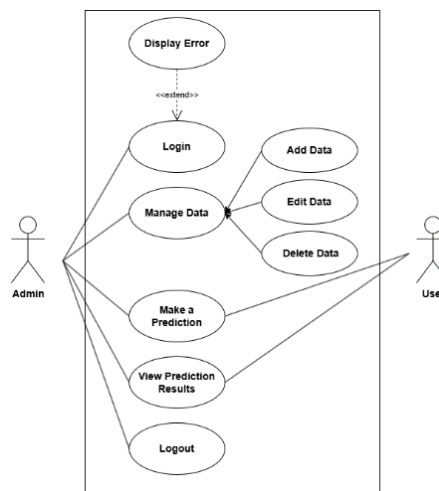 Display Error
<<extend>>
Login
Add Data
Manage Data
Edit Data
Delete Data
Admin
Use
Make a
Prediction
View Prediction
Results
Logout